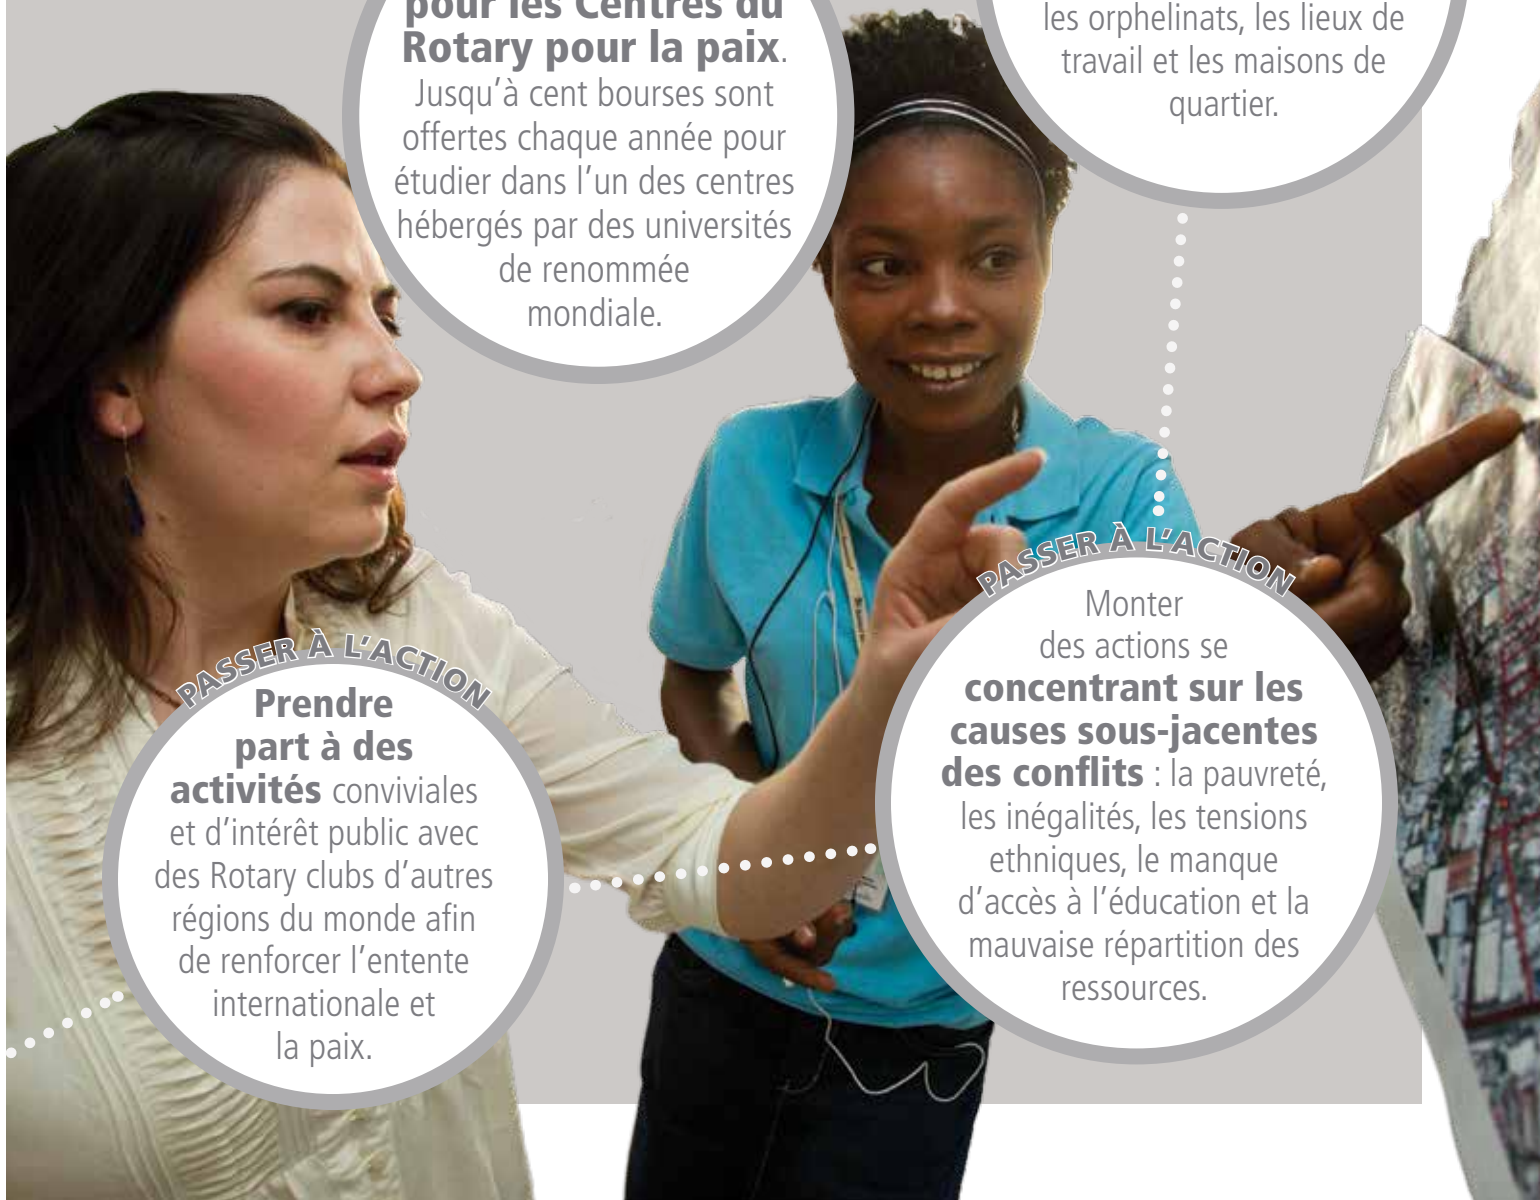 pour les Centres du
Rotary pour la paix.
Jusqu’à cent bourses sont
offertes chaque année pour
étudier dans l’un des centres
hébergés par des universités
de renommée
mondiale.
les orphelinats, les lieux de
travail et les maisons de
quartier.
PASSER À L’ACTION
Prendre
part à des
activités conviviales
et d’intérêt public avec
des Rotary clubs d’autres
régions du monde afin
de renforcer l’entente
internationale et
la paix.
PASSER À L’ACTION
Monter
des actions se
concentrant sur les
causes sous-jacentes
des conflits : la pauvreté,
les inégalités, les tensions
ethniques, le manque
d’accès à l’éducation et la
mauvaise répartition des
ressources.